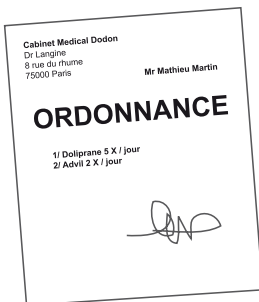 Cabinet Medical Dodon
Dr Langine
8 rue du rhume
75000 Paris
Mr Mathieu Martin
ORDONNANCE
1/ Doliprane 5 X / jour
2/ Advil 2 X / jour